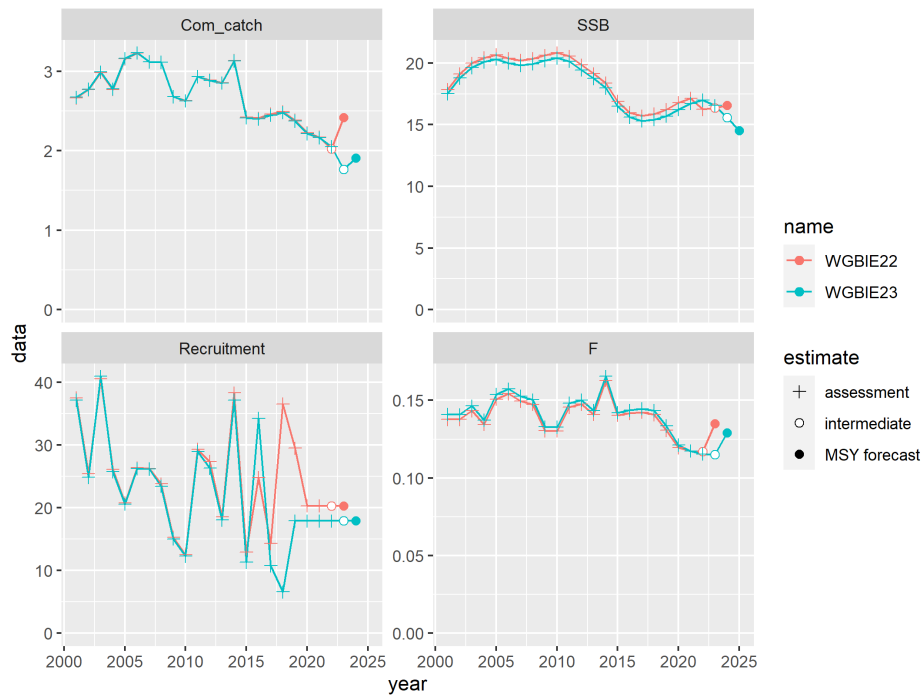 Com_catch
SSB
3
2
1
0
20
15
10
5
0
data
Recruitment
F
40
30
20
10
0
0.15
0.10
0.05
0.00
2000 2005 2010 2015 2020 2025
2000 2005 2010 2015 2020 2025
year
name
WGBIE22
WGBIE23
estimate
assessment
intermediate
MSY forecast